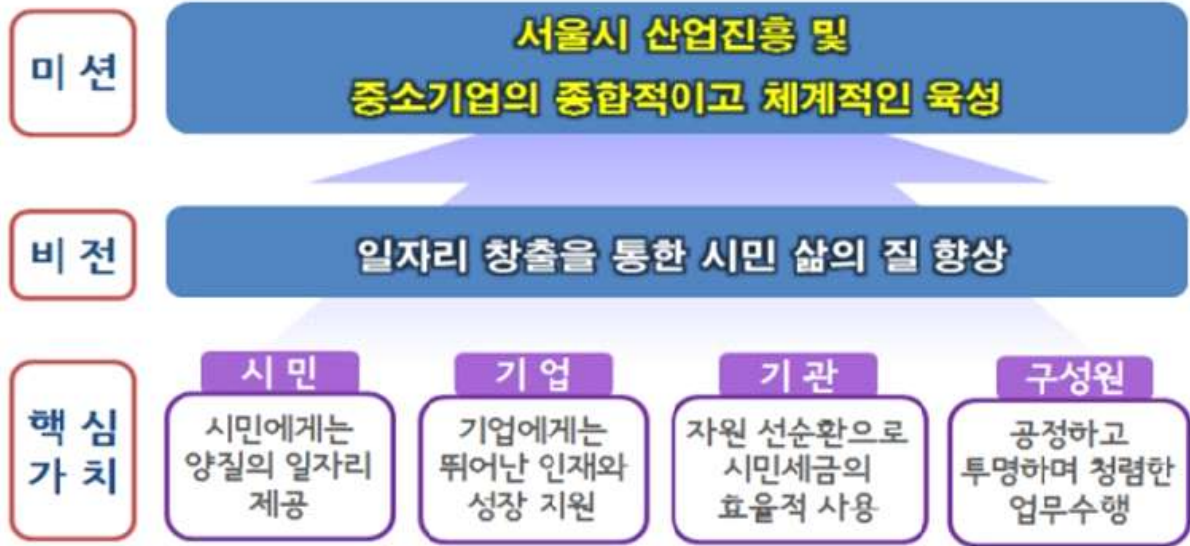 미 션
서울시 산업진흥 및
중소기업의 종합적이고 체계적인 육성
비 전
일자리 창출을 통한 시민 삶의 질 향상
핵 심
가 치
시 민
시민에게는
양질의 일자리
제공
기 업
기업에게는
뛰어난 인재와
성장 지원
기 관
자원 선순환으로
시민세금의
효율적 사용
구성원
공정하고
투명하며 청렴한
업무수행